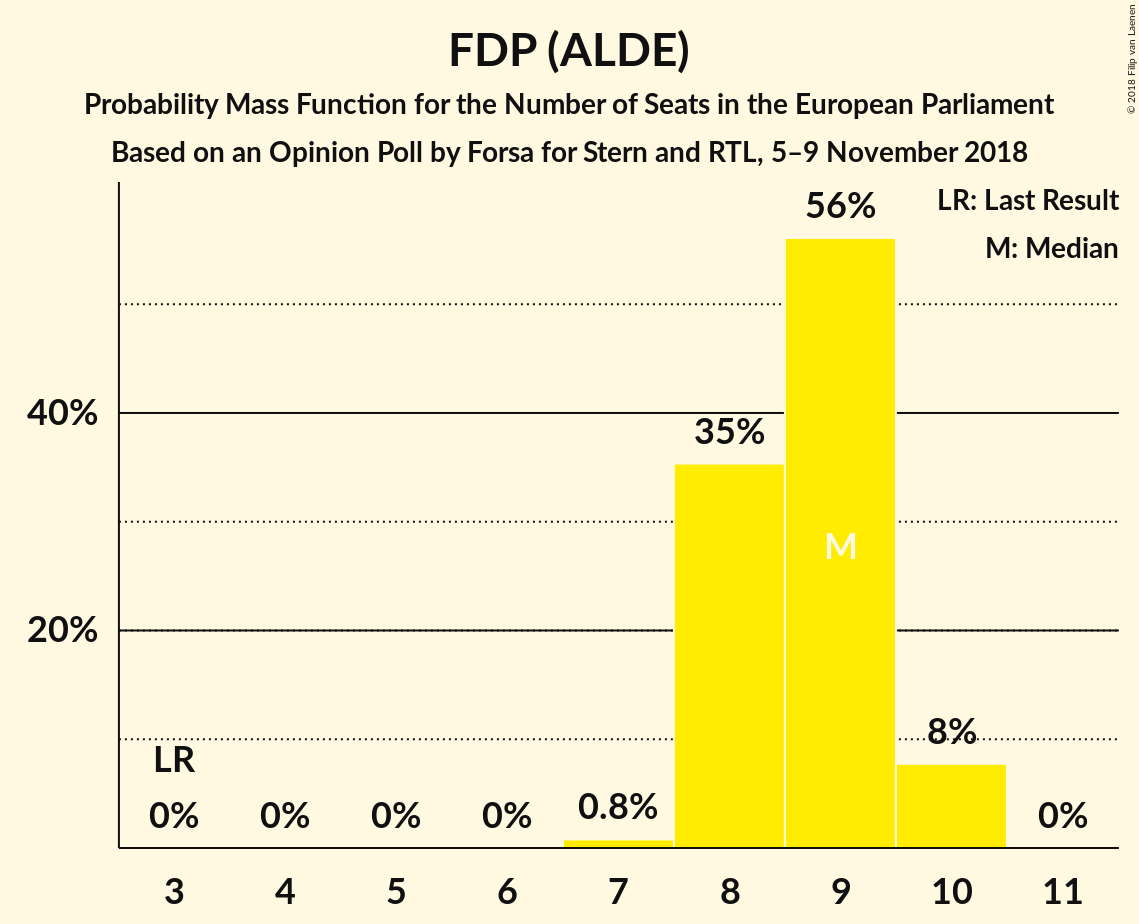 FDP (ALDE)
Probability Mass Function for the Number of Seats in the European Parliament
Based on an Opinion Poll by Forsa for Stern and RTL, 5–9 November 2018
© 2018 Filip van Laenen
LR: Last Result
M: Median
56%
40%
35%
M
20%
LR
8%
0%
0%
0%
0%
0.8%
0%
3
4
5
6
7
8
9
10
11